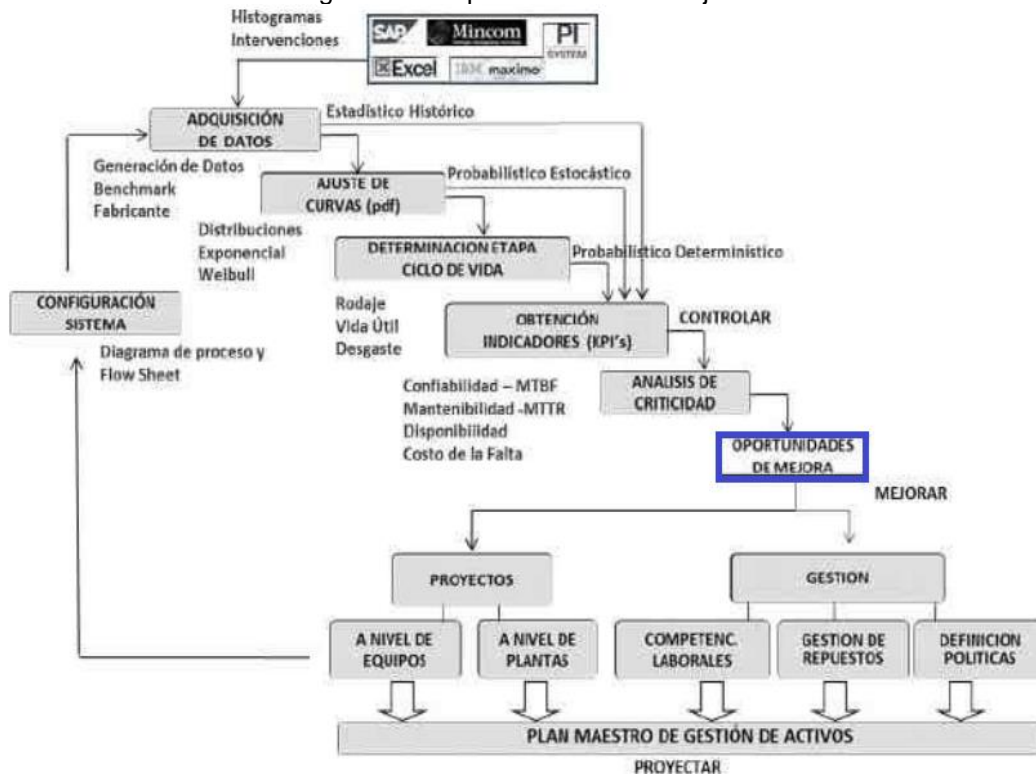 Histogramas
Intervenciones
SAP Mincom PI
SYSTEM
Excel maximo
ADQUISICIÓN
DE DATOS
Estadístico Histórico
Generación de Datos
Benchmark
Fabricante
AJUSTE DE
CURVAS (pdf)
Probabilístico Estocástico
Distribuciones
Exponencial
Weibull
DETERMINACION ETAPA
CICLO DE VIDA
Probabilístico Determinístico
CONFIGURACIÓN
SISTEMA
Diagrama de proceso y
Flow Sheet
Rodaje
Vida Útil
Desgaste
OBTENCIÓN
INDICADORES (KPI's)
CONTROLAR
Confiabilidad – MTBF
Mantenibilidad -MTTR
Disponibilidad
Costo de la Falta
ANALISIS DE
CRITICIDAD
OPORTUNIDADES
DE MEJORA
MEJORAR
PROYECTOS
GESTION
A NIVEL DE
EQUIPOS
A NIVEL DE
PLANTAS
COMPETENC.
LABORALES
GESTION DE
REPUESTOS
DEFINICION
POLITICAS
PLAN MAESTRO DE GESTIÓN DE ACTIVOS
PROYECTAR